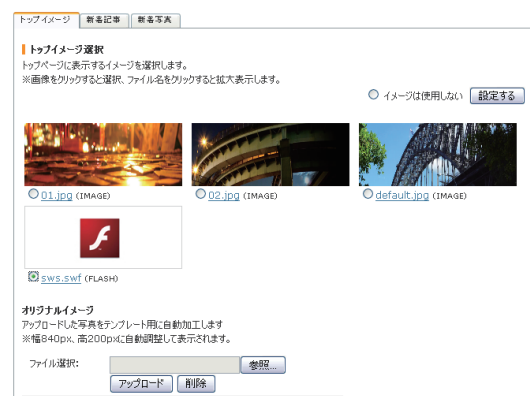 トップイメージ 新着記事 新着写真
トップイメージ選択
トップページに表示するイメージを選択します。
※画像をクリックすると選択、ファイル名をクリックすると拡大表示します。
イメージは使用しない 設定する
01.jpg (IMAGE) 02.jpg (IMAGE) default.jpg (IMAGE)
sws.swf (FLASH)
オリジナルイメージ
アップロードした写真をテンプレート用に自動加工します
※幅840px、高200pxに自動調整して表示されます。
ファイル選択: 参照...
アップロード 削除